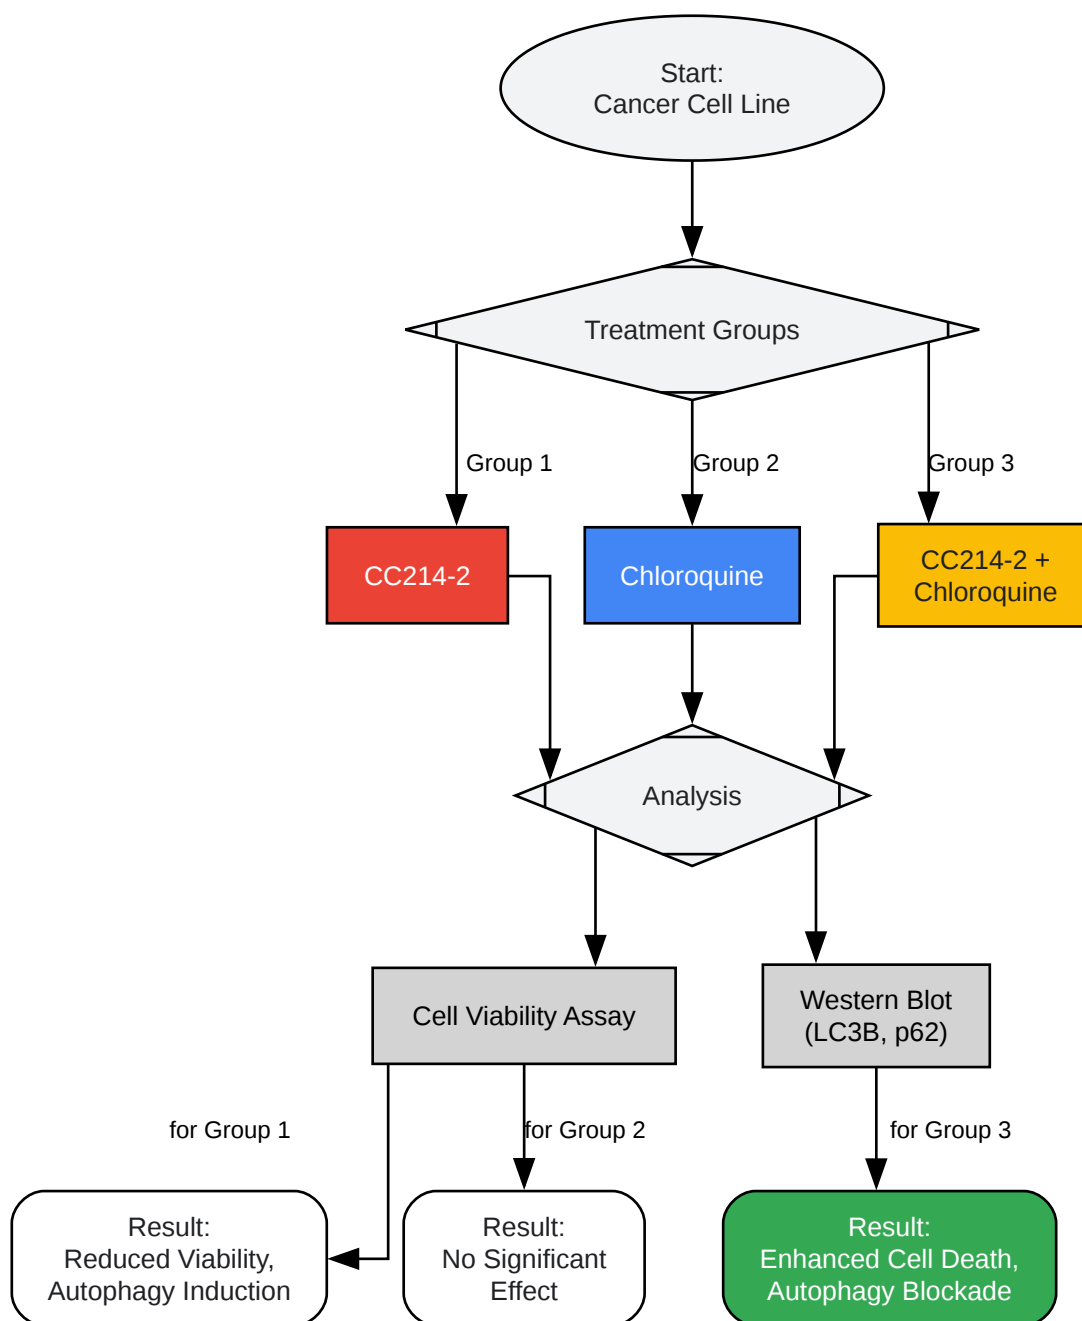 Start:
Cancer Cell Line
Treatment Groups
Group 1
Group 2
Group 3
CC214-2
Chloroquine
CC214-2 +
Chloroquine
Analysis
Cell Viability Assay
Western Blot
(LC3B, p62)
for Group 1
for Group 2
for Group 3
Result:
Reduced Viability,
Autophagy Induction
Result:
No Significant
Effect
Result:
Enhanced Cell Death,
Autophagy Blockade